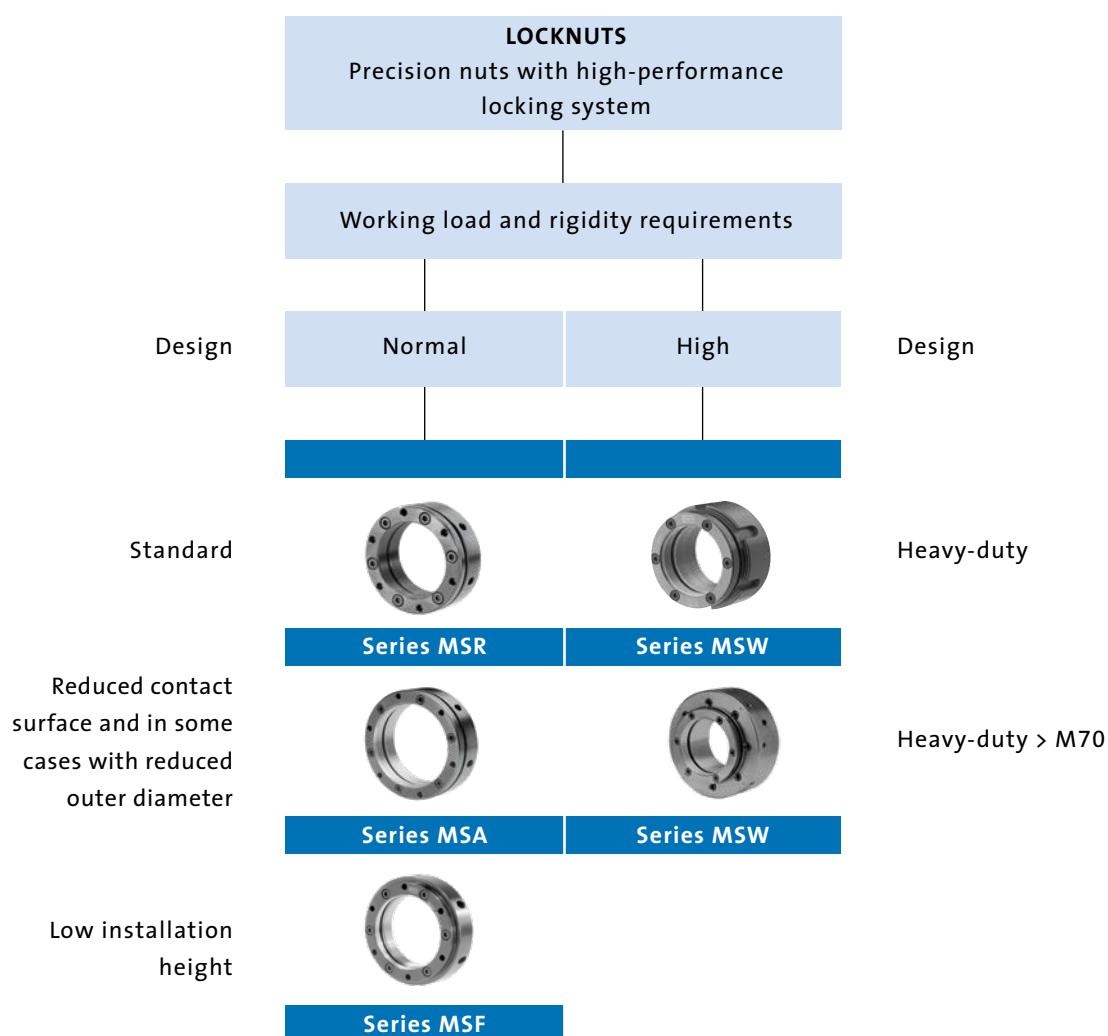 LOCKNUTS
Precision nuts with high-performance
locking system
Working load and rigidity requirements
Design
Normal
High
Design
Standard
Heavy-duty
Series MSR
Series MSW
Reduced contact
surface and in some
cases with reduced
outer diameter
Heavy-duty > M70
Series MSA
Series MSW
Low installation
height
Series MSF